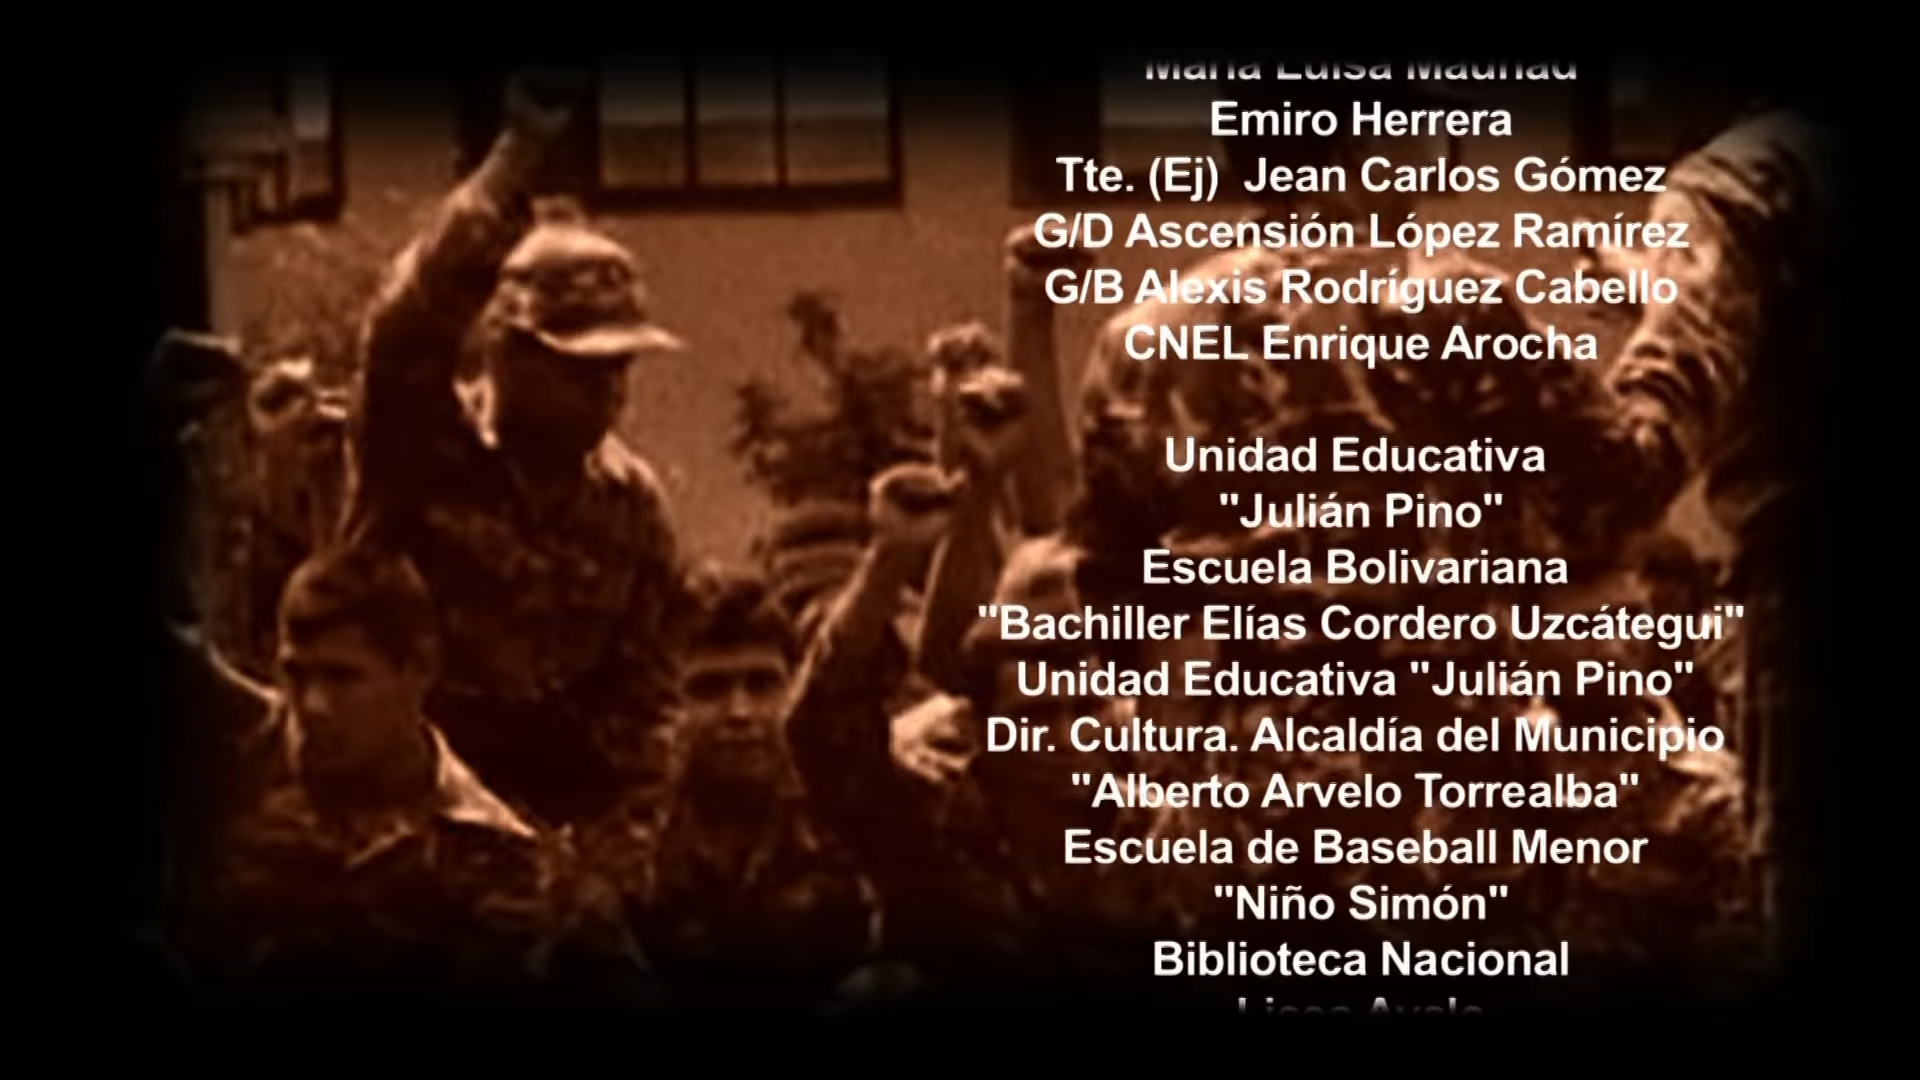 María Luisa
Emiro Herrera
Tte. (Ej)  Jean Carlos Gómez
G/D Ascensión López Ramírez
G/B Alexis Rodríguez Cabello
CNEL Enrique Arocha
Unidad Educativa
"Julián Pino"
Escuela Bolivariana
"Bachiller Elías Cordero Uzcátegui"
Unidad Educativa "Julián Pino"
Dir. Cultura. Alcaldía del Municipio
"Alberto Arvelo Torrealba"
Escuela de Baseball Menor
"Niño Simón"
Biblioteca Nacional